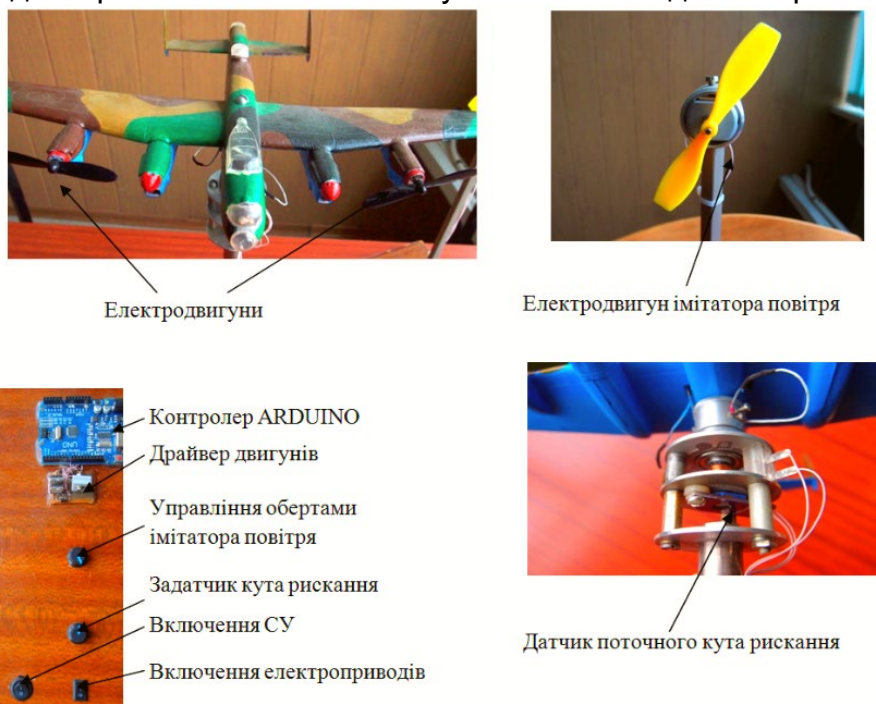 Електродвигуни
Електродвигун імітатора повітря
Контролер ARDUINO
Драйвер двигунів
Управління обертами
імітатора повітря
Задатчик кута рискання
Включення СУ
Включення електроприводів
Датчик поточного кута рискання
UNO